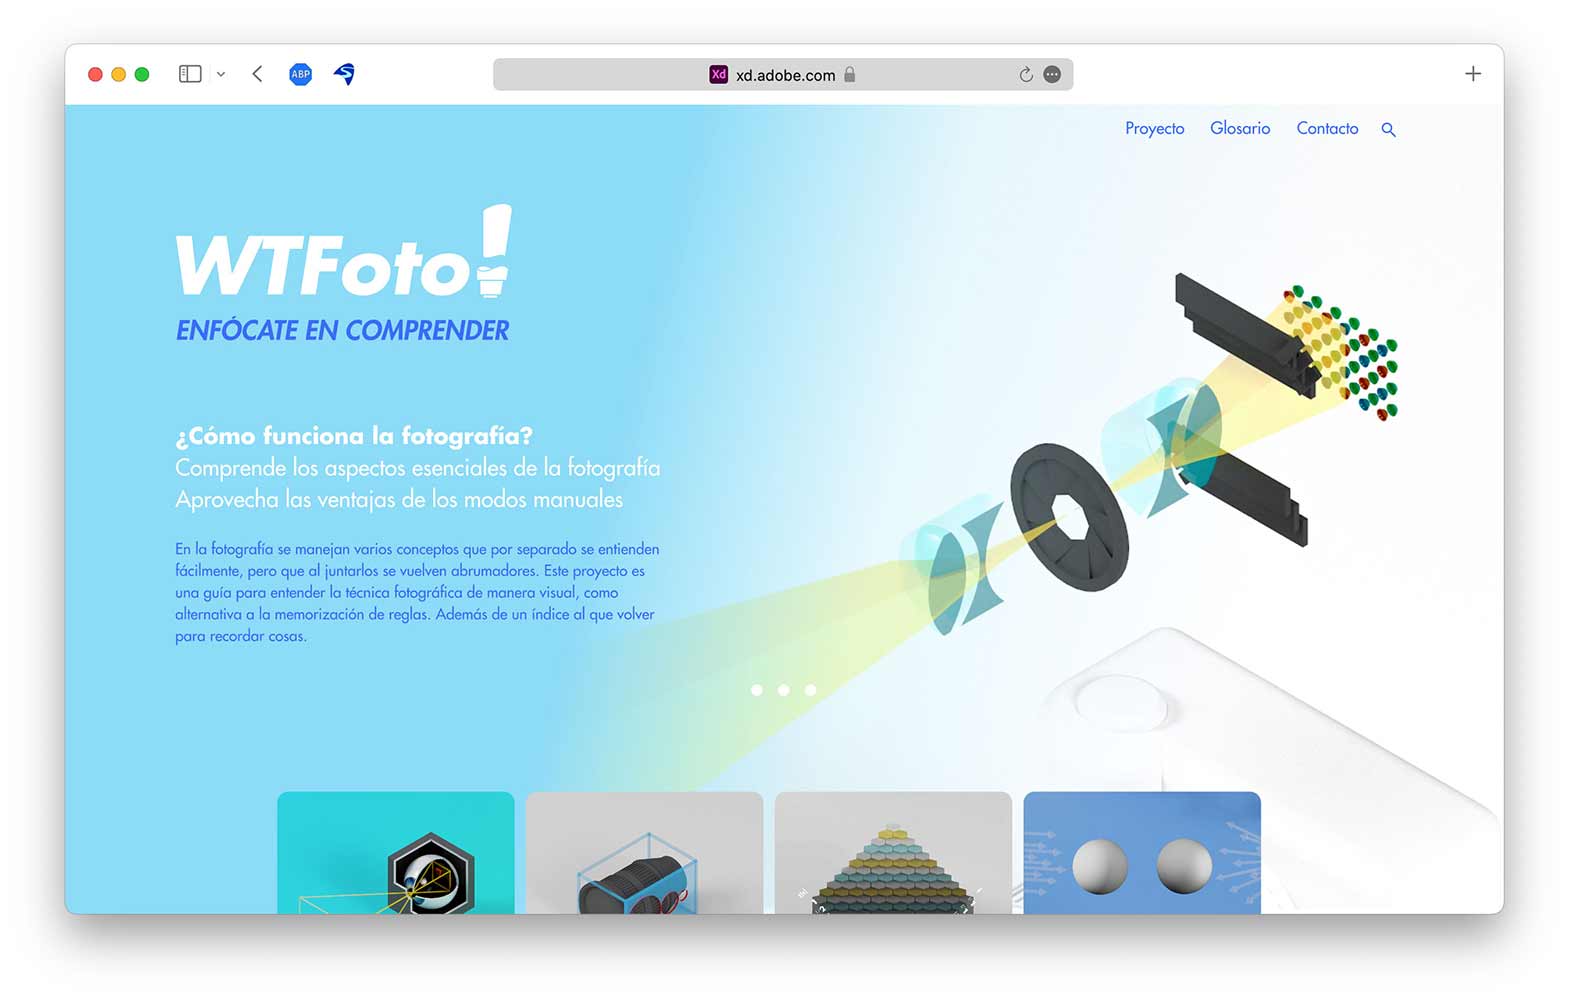 ABP
Xd xd.adobe.com
Proyecto Glosario Contacto
WTFoto!
ENFÓCATE EN COMPRENDER
¿Cómo funciona la fotografía?
Comprende los aspectos esenciales de la fotografía
Aprovecha las ventajas de los modos manuales
En la fotografía se manejan varios conceptos que por separado se entienden
fácilmente, pero que al juntarlos se vuelven abrumadores. Este proyecto es
una guía para entender la técnica fotográfica de manera visual, como
alternativa a la memorización de reglas. Además de un índice al que volver
para recordar cosas.